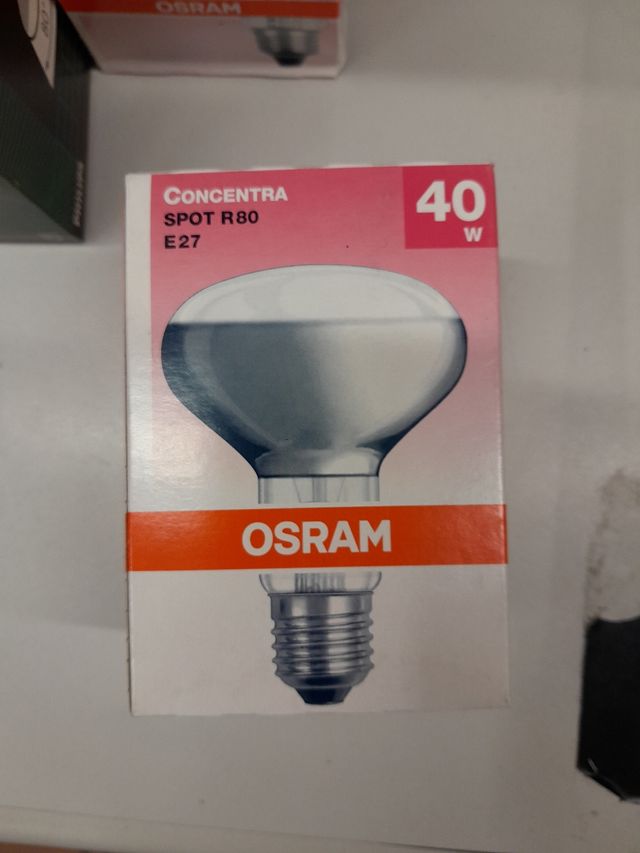 OSRAM
CONCENTRA
SPOT R80
E27
40
W
OSRAM